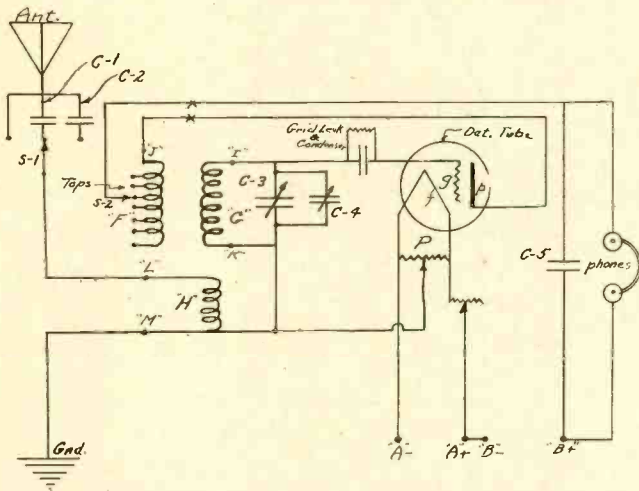 Ant.
C-1
C-2
S-1
"J"
Taps
S-2
"F"
"I"
C-3
"G"
C-4
"K"
Grid Leak
&
Condenser
Det. Tube
g
p
f
P
C-5
phones
"L"
"H"
"M"
Gnd.
"A"-
"A+"
"B-
"B+"